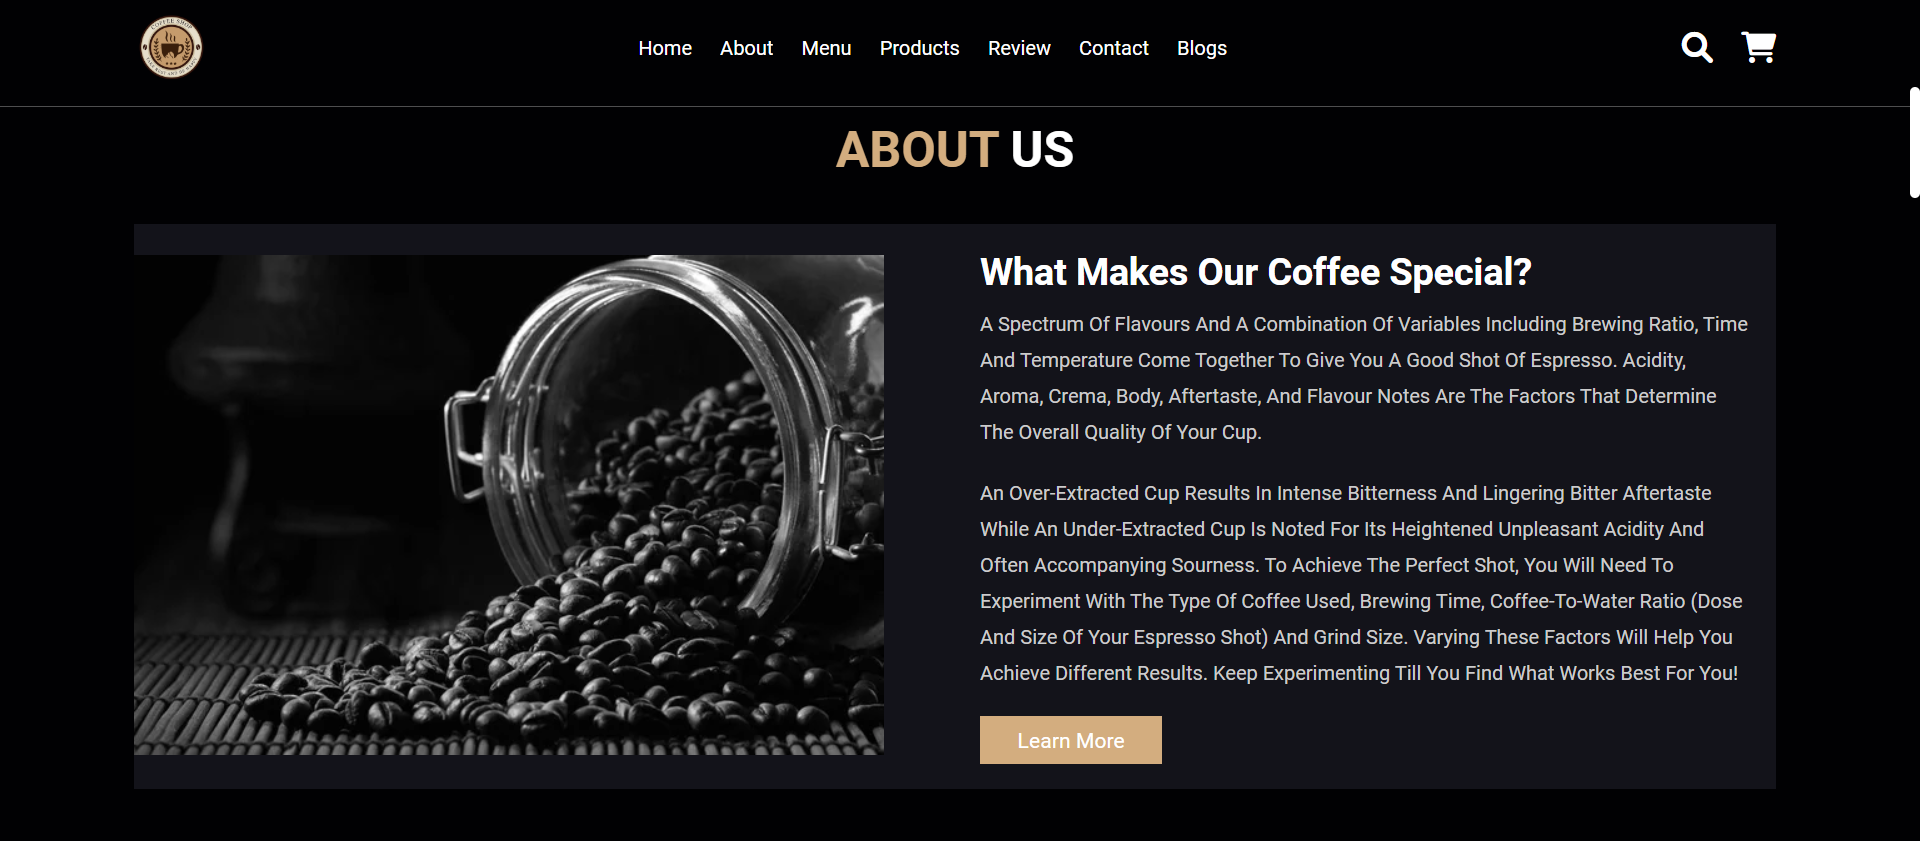 COFFEE SHOP
Home About Menu Products Review Contact Blogs
ABOUT US
What Makes Our Coffee Special?
A Spectrum Of Flavours And A Combination Of Variables Including Brewing Ratio, Time
And Temperature Come Together To Give You A Good Shot Of Espresso. Acidity,
Aroma, Crema, Body, Aftertaste, And Flavour Notes Are The Factors That Determine
The Overall Quality Of Your Cup.
An Over-Extracted Cup Results In Intense Bitterness And Lingering Bitter Aftertaste
While An Under-Extracted Cup Is Noted For Its Heightened Unpleasant Acidity And
Often Accompanying Sourness. To Achieve The Perfect Shot, You Will Need To
Experiment With The Type Of Coffee Used, Brewing Time, Coffee-To-Water Ratio (Dose
And Size Of Your Espresso Shot) And Grind Size. Varying These Factors Will Help You
Achieve Different Results. Keep Experimenting Till You Find What Works Best For You!
Learn More